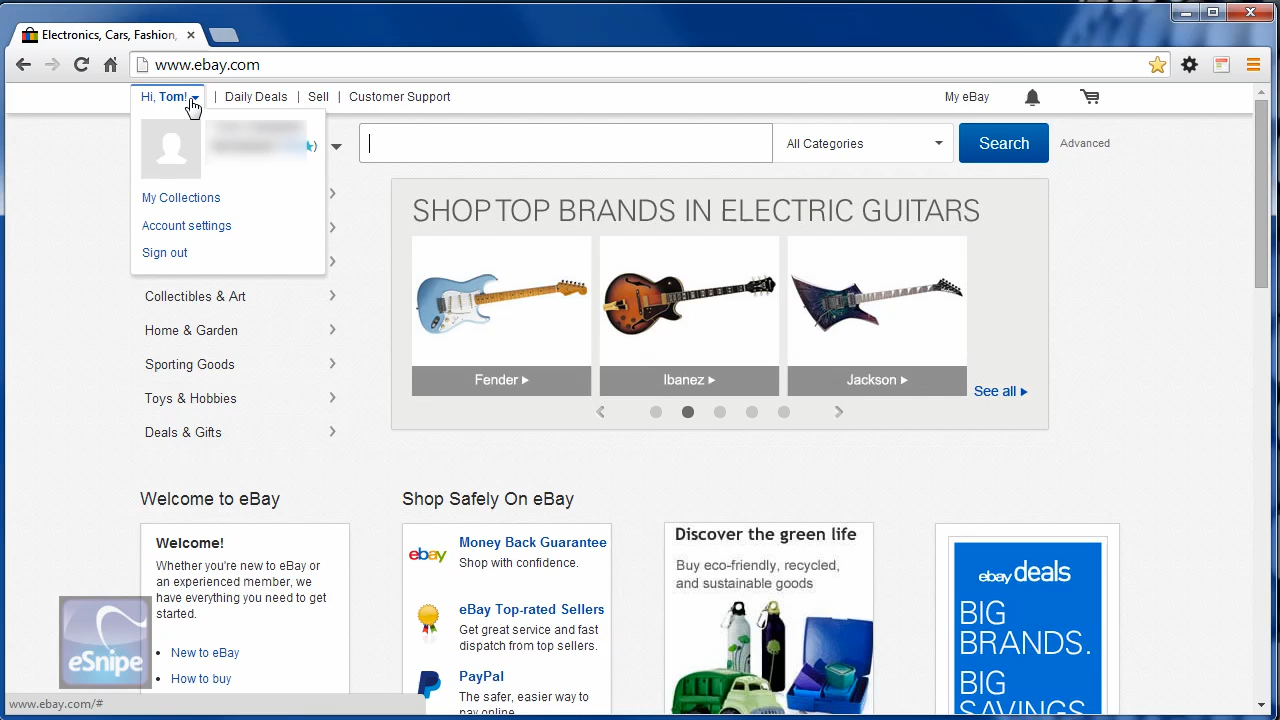 Electronics, Cars, Fashion,
www.ebay.com
Hi, Tom! | Daily Deals | Sell | Customer Support
My eBay
All Categories
Search
Advanced
My Collections
Account settings
Sign out
Collectibles & Art
Home & Garden
Sporting Goods
Toys & Hobbies
Deals & Gifts
SHOP TOP BRANDS IN ELECTRIC GUITARS
Fender
Ibanez
Jackson
See all
Welcome to eBay
Welcome!
Whether you're new to eBay or
an experienced member, we
have everything you need to get
started.
New to eBay
How to buy
Shop Safely On eBay
ebay
Money Back Guarantee
Shop with confidence.
eBay Top-rated Sellers
Get great service and fast
dispatch from sellers.
PayPal
The safer, easier way to
pay online.
Discover the green life
Buy eco-friendly, recycled,
and sustainable goods
ebay deals
BIG
BRANDS.
BIG
SAVINGS
eSnipe
www.ebay.com/#